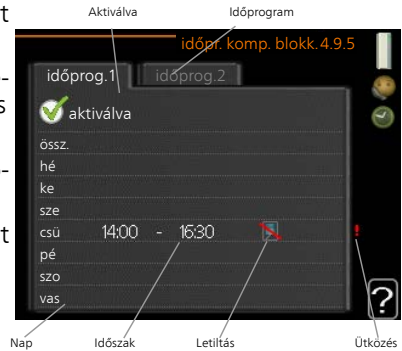 Aktiválva Időprogram
időpr. komp. blokk. 4.9.5
időprog.1 időprog.2
aktiválva
össz.
hé
ke
sze
csü 14:00 - 16:30 !
pé
szo
vas
?
Nap Időszak Letiltás Ütközés